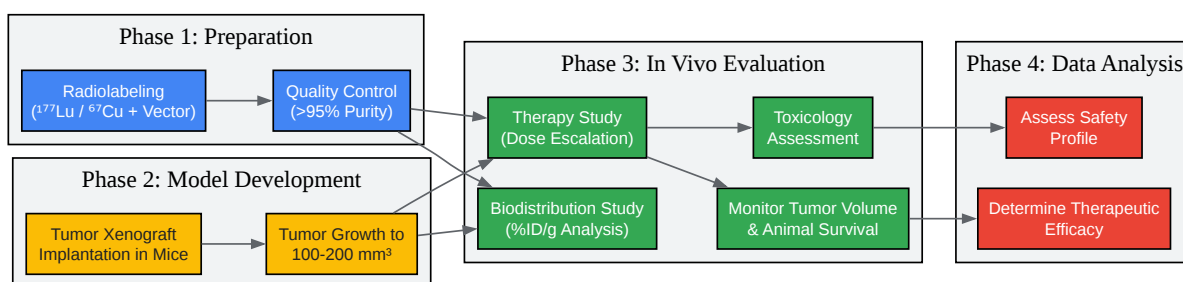 Phase 1: Preparation
Radiolabeling
(¹⁷⁷Lu / ⁶⁷Cu + Vector)
Quality Control
(>95% Purity)
Phase 2: Model Development
Tumor Xenograft
Implantation in Mice
Tumor Growth to
100-200 mm³
Phase 3: In Vivo Evaluation
Therapy Study
(Dose Escalation)
Toxicology
Assessment
Biodistribution Study
(%ID/g Analysis)
Monitor Tumor Volume
& Animal Survival
Phase 4: Data Analysis
Assess Safety
Profile
Determine Therapeutic
Efficacy